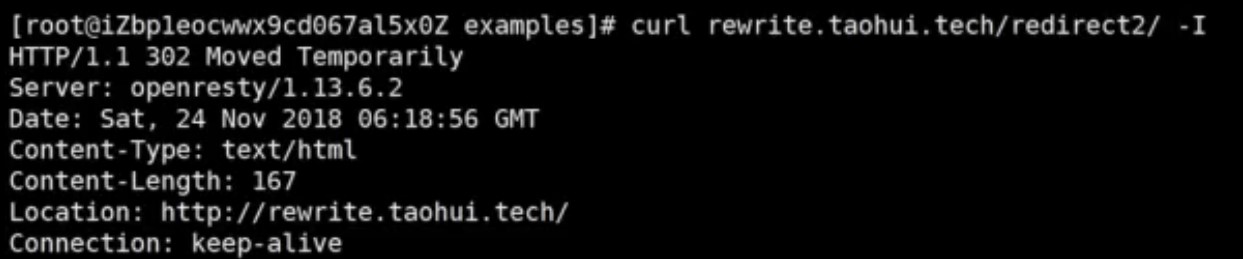 [root@iZbp1eocwwx9cd067al5x0Z examples]# curl rewrite.taohui.tech/redirect2/ -I
HTTP/1.1 302 Moved Temporarily
Server: openresty/1.13.6.2
Date: Sat, 24 Nov 2018 06:18:56 GMT
Content-Type: text/html
Content-Length: 167
Location: http://rewrite.taohui.tech/
Connection: keep-alive